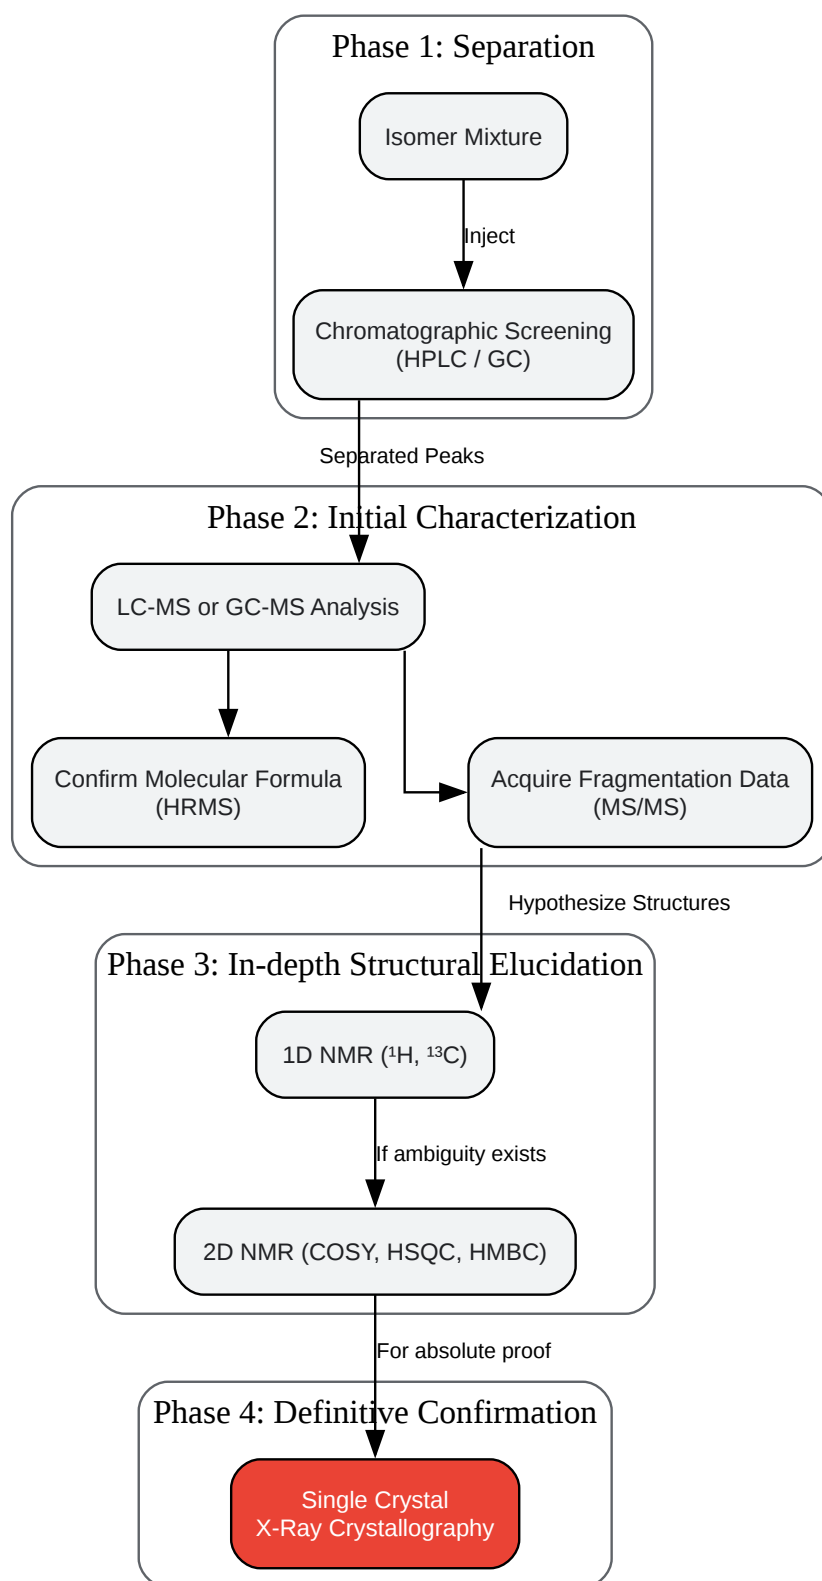 Phase 1: Separation
Isomer Mixture
Inject
Chromatographic Screening
(HPLC / GC)
Separated Peaks
Phase 2: Initial Characterization
LC-MS or GC-MS Analysis
Confirm Molecular Formula
(HRMS)
Acquire Fragmentation Data
(MS/MS)
Hypothesize Structures
Phase 3: In-depth Structural Elucidation
1D NMR (¹H, ¹³C)
If ambiguity exists
2D NMR (COSY, HSQC, HMBC)
For absolute proof
Phase 4: Definitive Confirmation
Single Crystal
X-Ray Crystallography